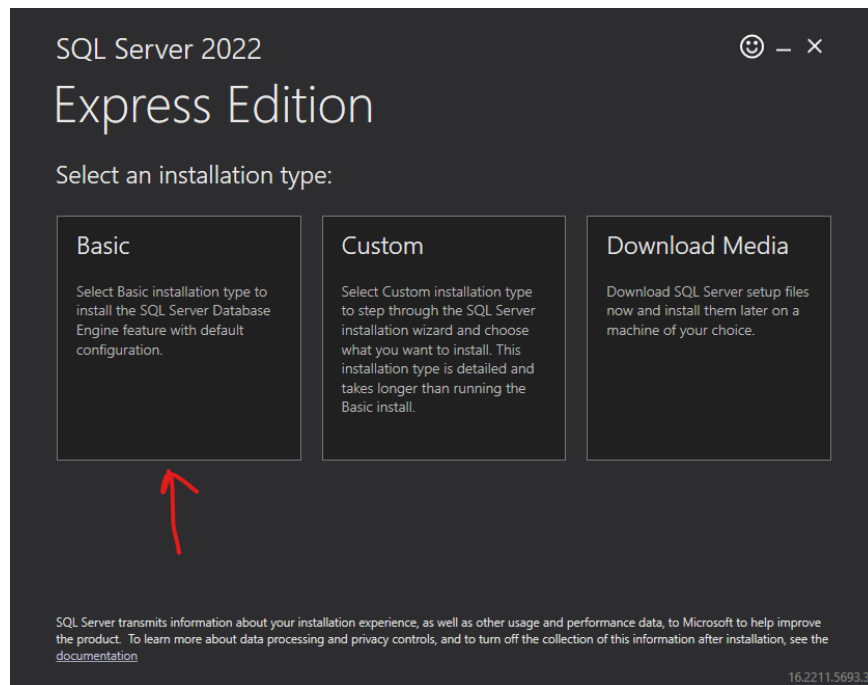 SQL Server 2022
Express Edition
Select an installation type:
Basic
Select Basic installation type to
install the SQL Server Database
Engine feature with default
configuration.
Custom
Select Custom installation type
to step through the SQL Server
installation wizard and choose
what you want to install. This
installation type is detailed and
takes longer than running the
Basic install.
Download Media
Download SQL Server setup files
now and install them later on a
machine of your choice.
SQL Server transmits information about your installation experience, as well as other usage and performance data, to Microsoft to help improve
the product. To learn more about data processing and privacy controls, and to turn off the collection of this information after installation, see the
documentation
16.2211.5693.3